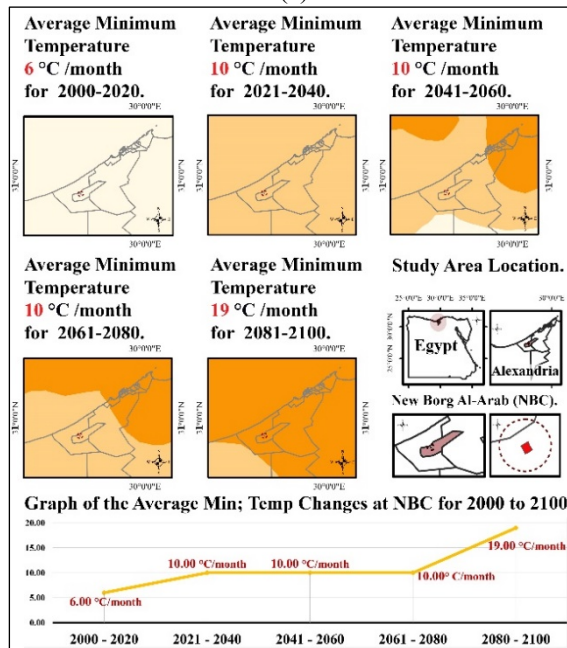 Average Minimum
Temperature
6 °C /month
for 2000-2020.
30°0'0"E
31°0'0"N
30°0'0"E
Average Minimum
Temperature
10 °C /month
for 2021-2040.
30°0'0"E
31°0'0"N
30°0'0"E
Average Minimum
Temperature
10 °C /month
for 2041-2060.
30°0'0"E
31°0'0"N
30°0'0"E
Average Minimum
Temperature
10 °C /month
for 2061-2080.
30°0'0"E
31°0'0"N
30°0'0"E
Average Minimum
Temperature
19 °C /month
for 2081-2100.
30°0'0"E
31°0'0"N
30°0'0"E
Study Area Location.
25°0'0"E 30°0'0"E 35°0'0"E
Egypt
Alexandria
New Borg Al-Arab (NBC).
Graph of the Average Min; Temp Changes at NBC for 2000 to 2100
20.00
15.00
10.00
5.00
0.00
6.00 °C/month
10.00 °C/month
10.00 °C/month
10.00 °C/month
19.00 °C/month
2000 - 2020
2021 - 2040
2041 - 2060
2061 - 2080
2080 - 2100